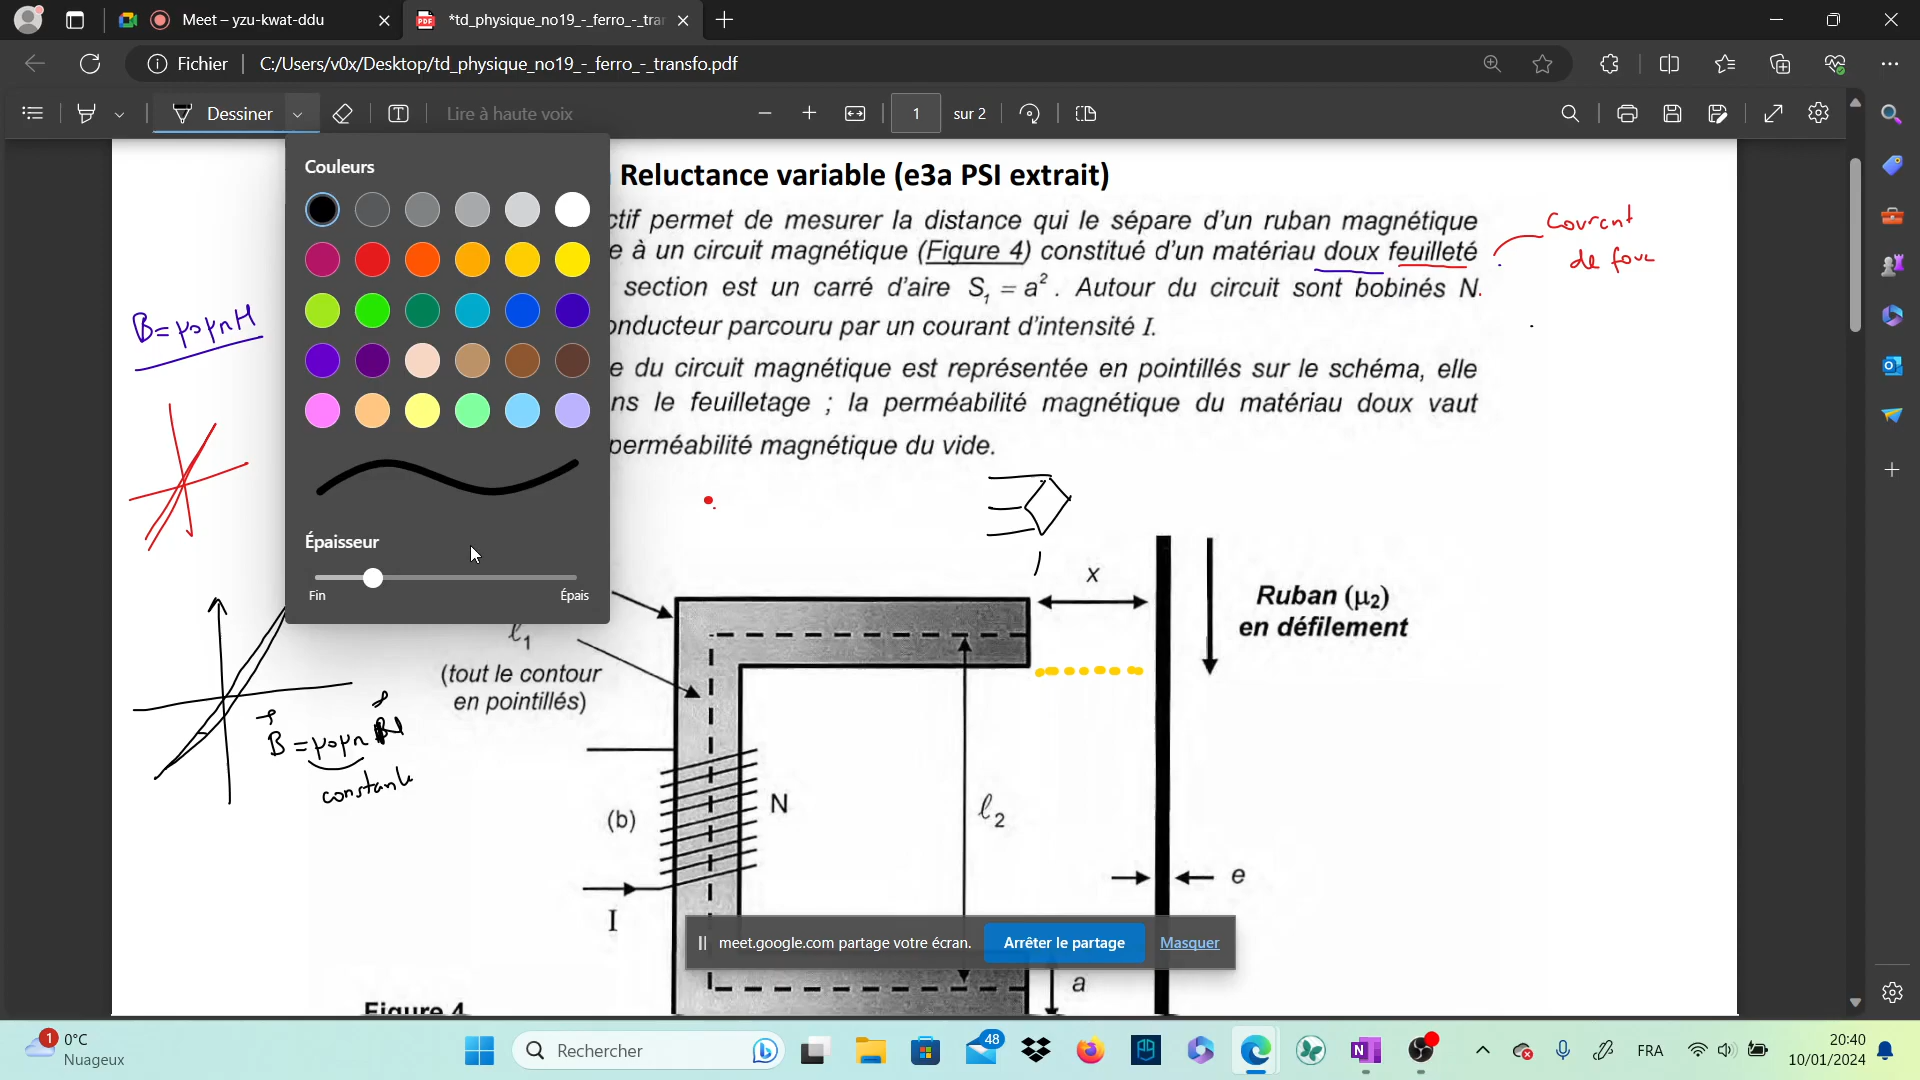 Meet – yzu-kwat-ddu
*td_physique_no19_-_ferro_-_tra
Fichier
C:/Users/v0x/Desktop/td_physique_no19_-_ferro_-_transfo.pdf
Dessiner
Lire à haute voix
1
sur 2
Couleurs
Épaisseur
Fin
Épais
Reluctance variable (e3a PSI extrait)
ctif permet de mesurer la distance qui le sépare d'un ruban magnétique
e à un circuit magnétique (Figure 4) constitué d'un matériau doux feuilleté
section est un carré d'aire S₁ = a². Autour du circuit sont bobinés N
onducteur parcouru par un courant d'intensité I.
e du circuit magnétique est représentée en pointillés sur le schéma, elle
ns le feuilletage ; la perméabilité magnétique du matériau doux vaut
perméabilité magnétique du vide.
Courant
de fouc
B=μoμnH
B = μoμn
constante
x
Ruban (μ₂)
en défilement
ℓ₁
(tout le contour
en pointillés)
(b)
N
ℓ₂
e
I
a
Figure 4
meet.google.com partage votre écran.
Arrêter le partage
Masquer
1
0°C
Nuageux
Rechercher
48
FRA
20:40
10/01/2024